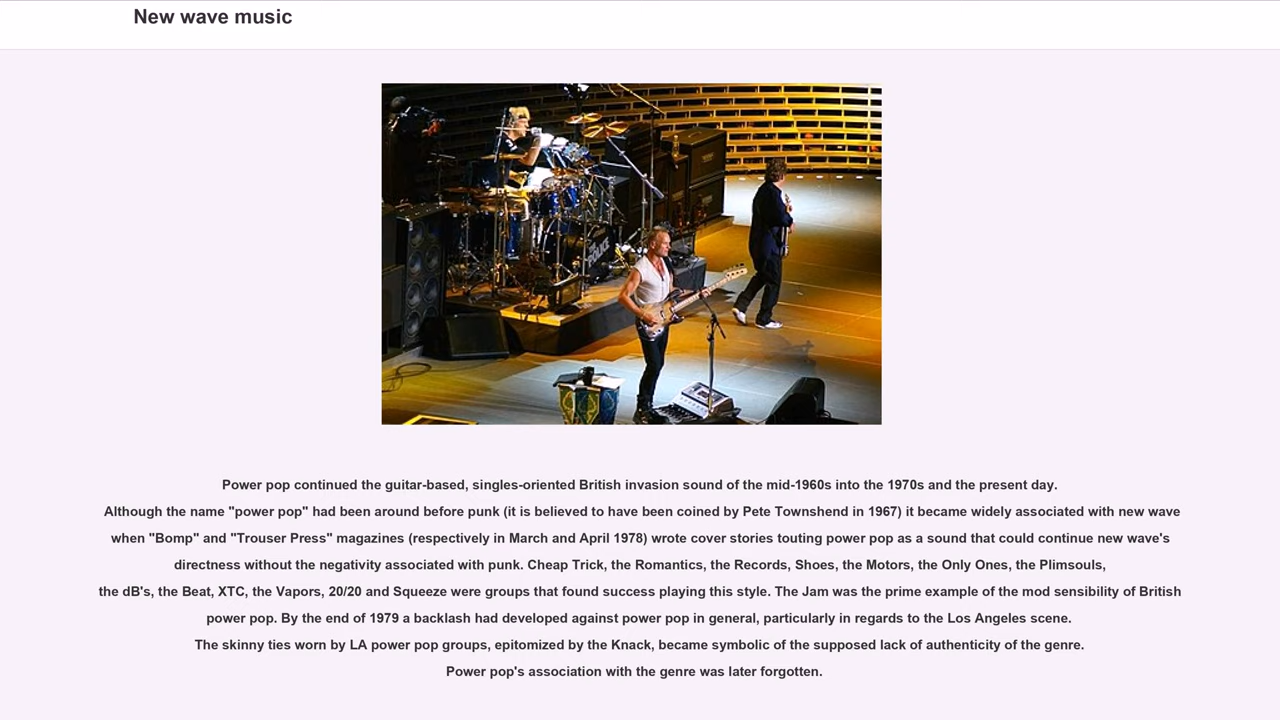 New wave music
THE
POLICE
Power pop continued the guitar-based, singles-oriented British invasion sound of the mid-1960s into the 1970s and the present day.
Although the name "power pop" had been around before punk (it is believed to have been coined by Pete Townshend in 1967) it became widely associated with new wave
when "Bomp" and "Trouser Press" magazines (respectively in March and April 1978) wrote cover stories touting power pop as a sound that could continue new wave's
directness without the negativity associated with punk. Cheap Trick, the Romantics, the Records, Shoes, the Motors, the Only Ones, the Plimsouls,
the dB's, the Beat, XTC, the Vapors, 20/20 and Squeeze were groups that found success playing this style. The Jam was the prime example of the mod sensibility of British
power pop. By the end of 1979 a backlash had developed against power pop in general, particularly in regards to the Los Angeles scene.
The skinny ties worn by LA power pop groups, epitomized by the Knack, became symbolic of the supposed lack of authenticity of the genre.
Power pop's association with the genre was later forgotten.